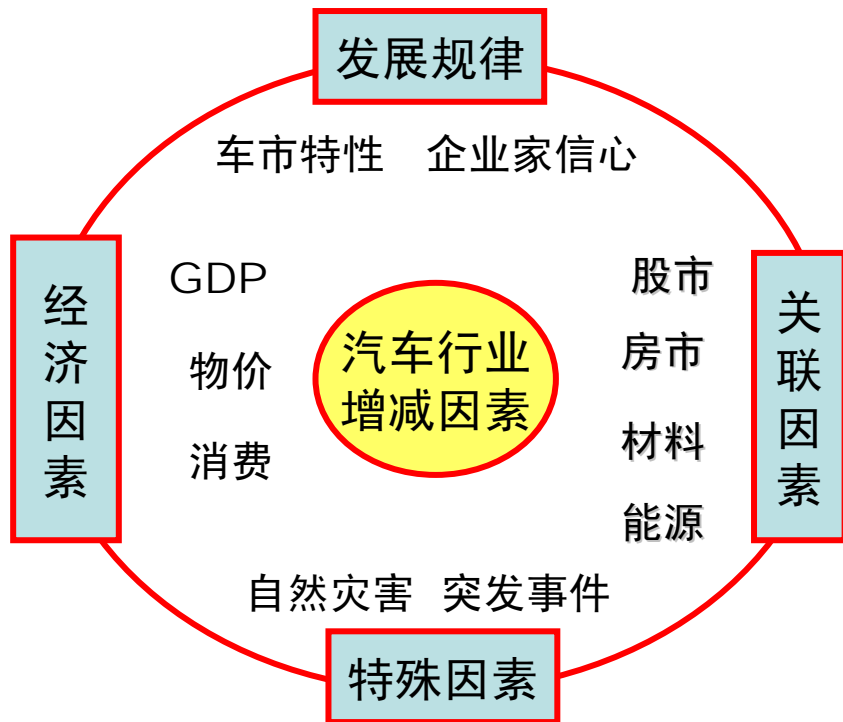 发展规律
车市特性 企业家信心
经济因素
GDP
物价
消费
汽车行业
增减因素
股市
房市
材料
能源
关联因素
自然灾害 突发事件
特殊因素